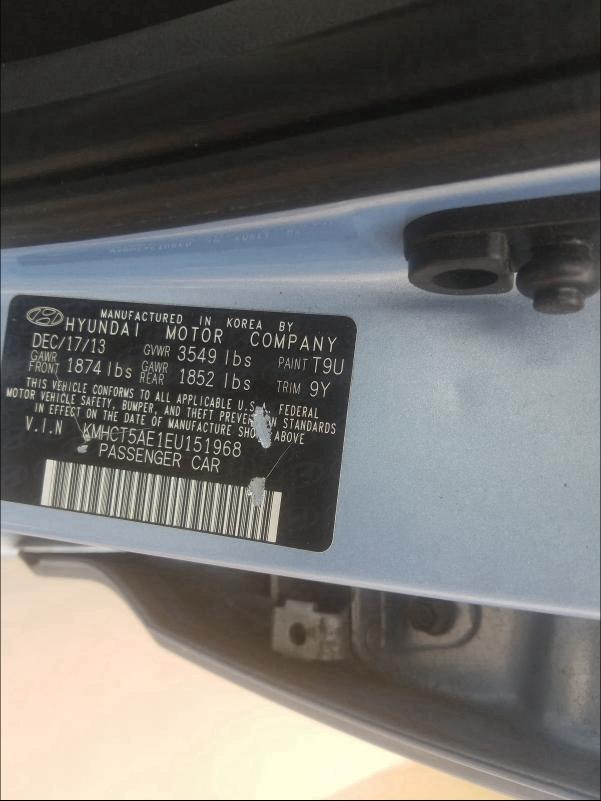 MANUFACTURED IN KOREA BY
HYUNDAI MOTOR COMPANY
DEC/17/13 GVWR 3549 lbs PAINT T9U
GAWR FRONT 1874 lbs GAWR REAR 1852 lbs TRIM 9Y
THIS VEHICLE CONFORMS TO ALL APPLICABLE U.S.A. FEDERAL
MOTOR VEHICLE SAFETY, BUMPER, AND THEFT PREVENTION STANDARDS
IN EFFECT ON THE DATE OF MANUFACTURE SHOWN ABOVE
V.I.N KMHCT5AE1EU151968
PASSENGER CAR